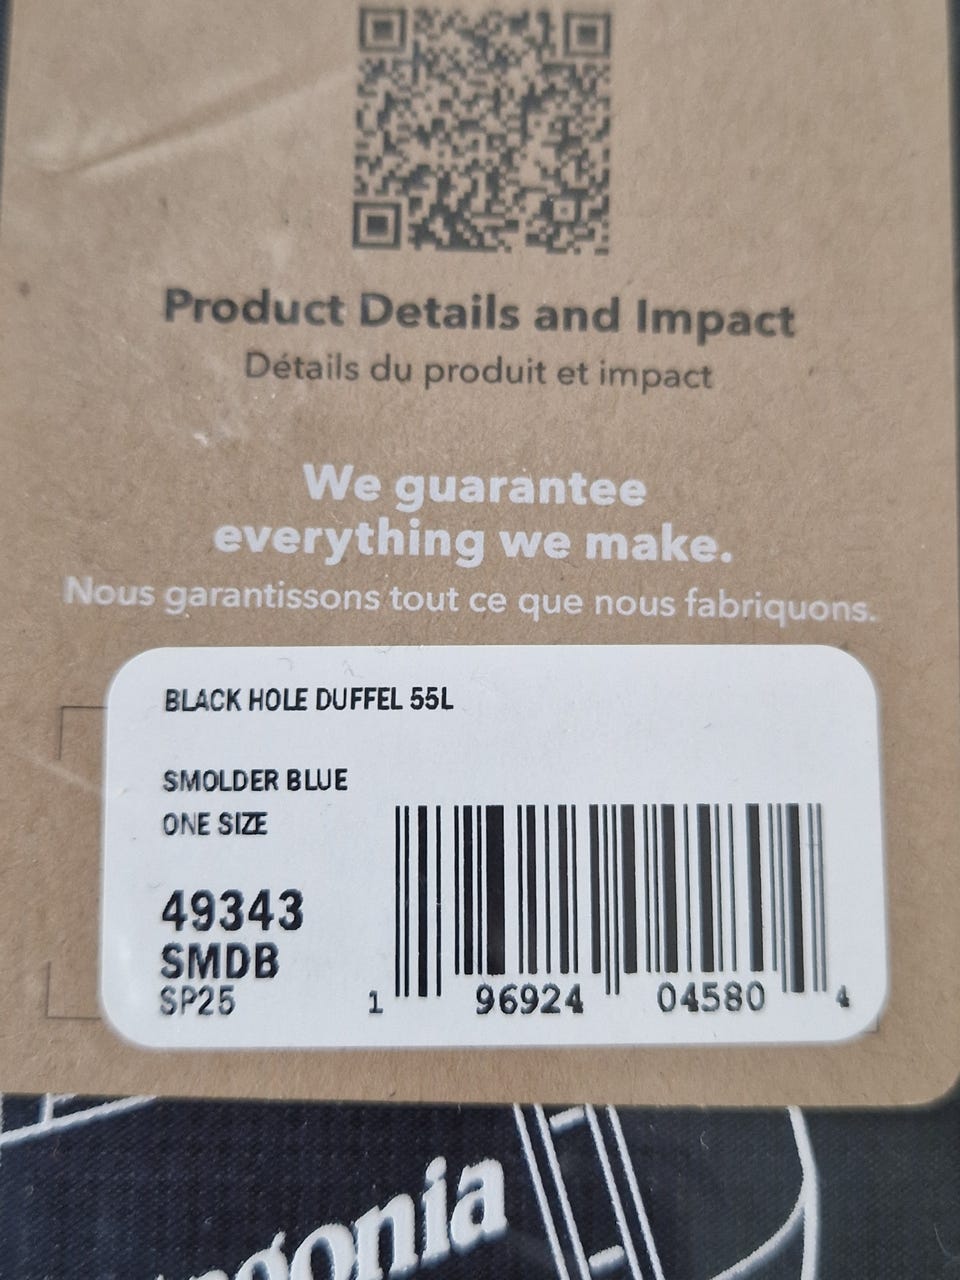 Product Details and Impact
Détails du produit et impact
We guarantee
everything we make.
Nous garantissons tout ce que nous fabriquons.
BLACK HOLE DUFFEL 55L
SMOLDER BLUE
ONE SIZE
49343
SMDB
SP25
1 96924 04580 4
gonia